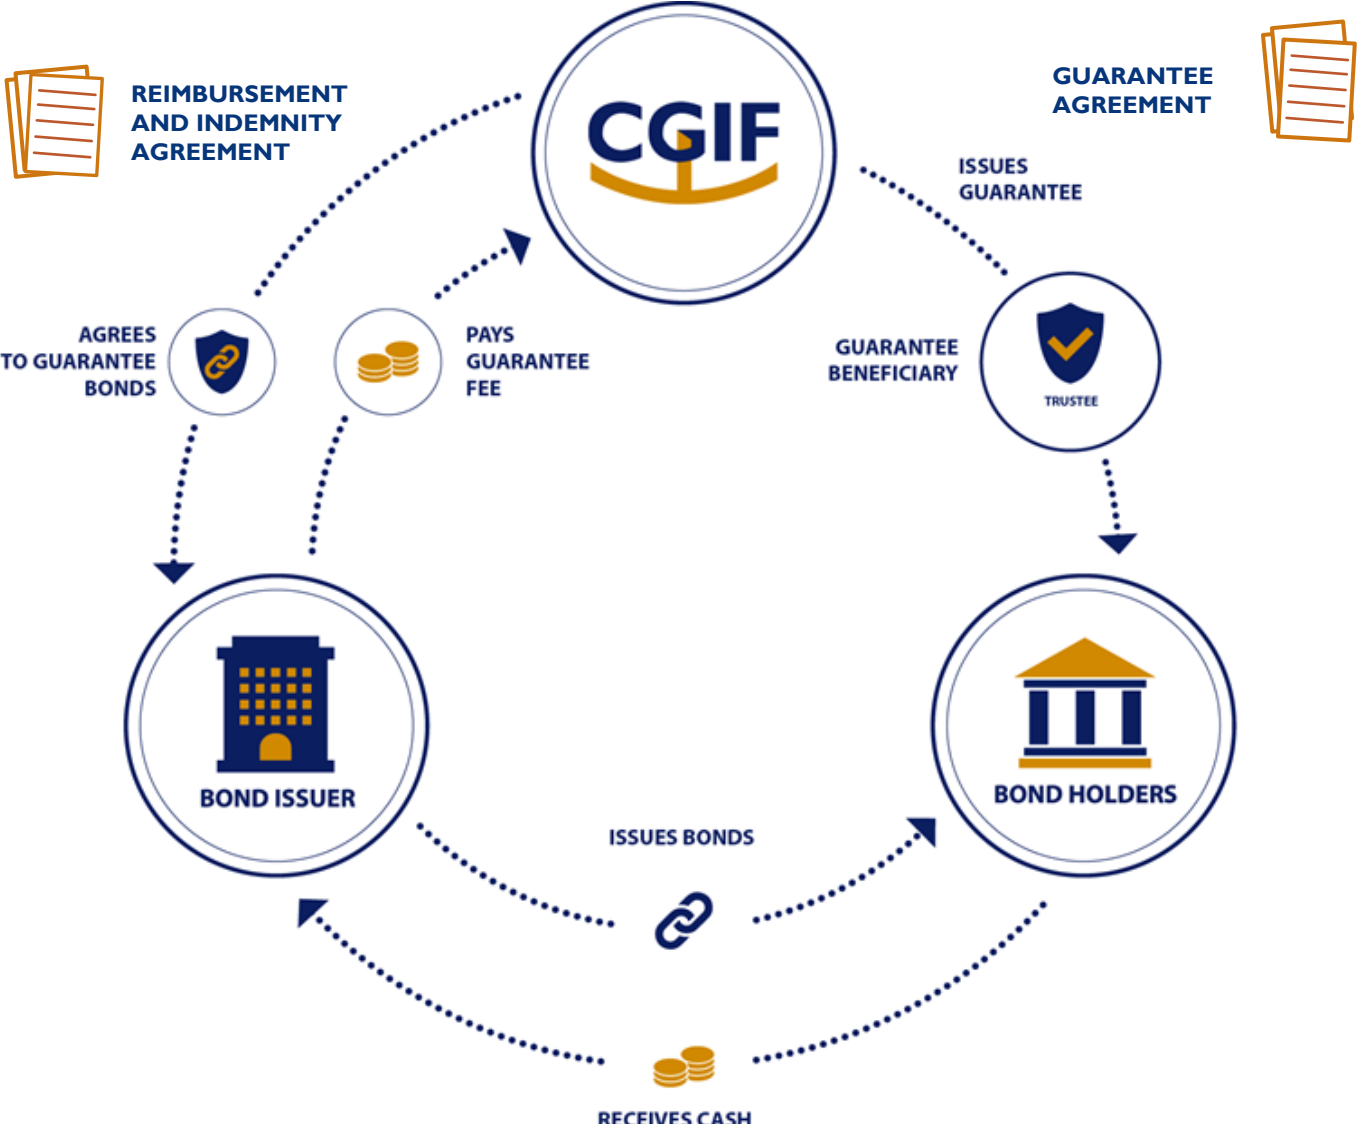 REIMBURSEMENT
AND INDEMNITY
AGREEMENT
CGIF
GUARANTEE
AGREEMENT
ISSUES
GUARANTEE
AGREES
TO GUARANTEE
BONDS
PAYS
GUARANTEE
FEE
GUARANTEE
BENEFICIARY
TRUSTEE
BOND ISSUER
BOND HOLDERS
ISSUES BONDS
RECEIVES CASH